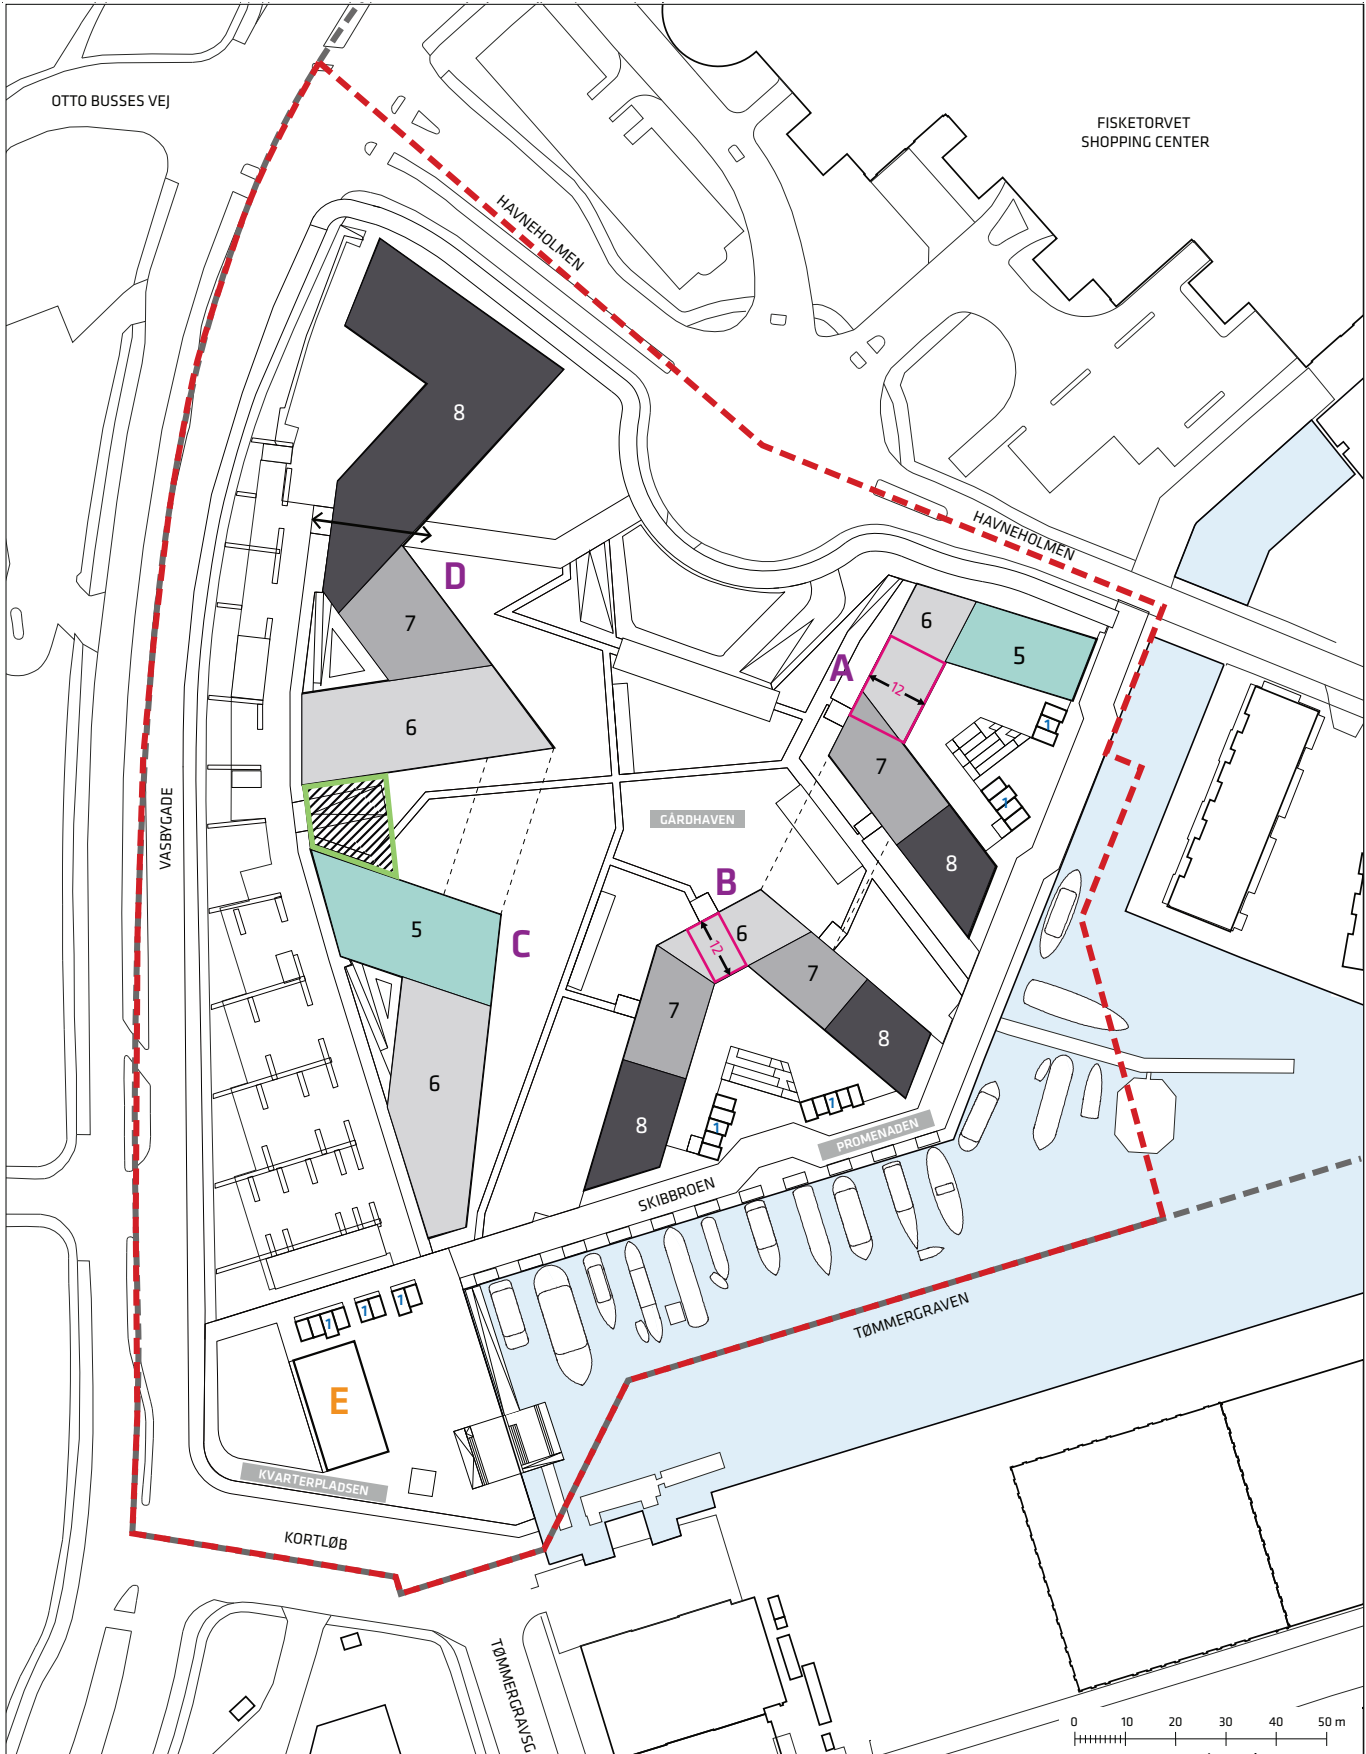 OTTO BUSSES VEJ
FISKETORVET
SHOPPING CENTER
HAVNEHOLMEN
8
HAVNEHOLMEN
D
7
6
5
A
12
6
1
7
VASBYGADE
1
GÅRDHAVEN
8
B
5
C
6
12
7
7
8
6
8
1
1
PROMENADEN
SKIBBROEN
1
1
1
TØMMERGRAVEN
E
KVARTERPLADSEN
KORTLØB
TØMMERGRAVSG
0 10 20 30 40 50 m